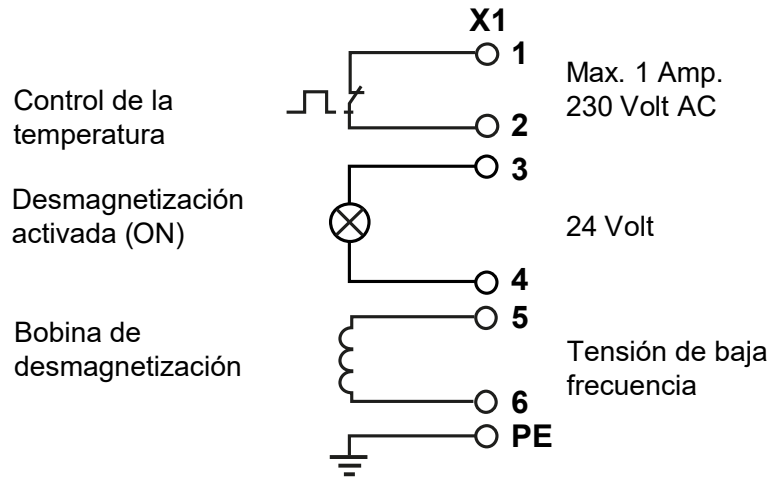 X1
1
Control de la
temperatura
Max. 1 Amp.
230 Volt AC
2
3
Desmagnetización
activada (ON)
24 Volt
4
5
Bobina de
desmagnetización
Tensión de baja
frecuencia
6
PE